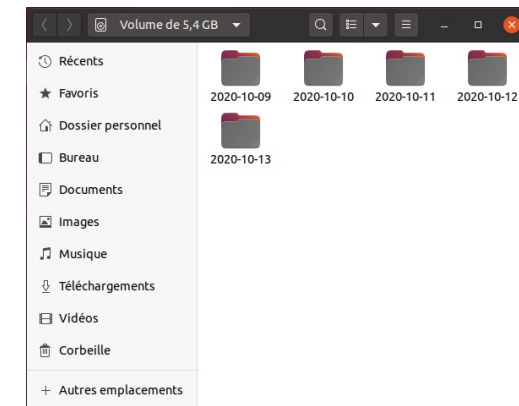 Volume de 5,4 GB
Récents
Favoris
Dossier personnel
Bureau
Documents
Images
Musique
Téléchargements
Vidéos
Corbeille
+ Autres emplacements
2020-10-09 2020-10-10 2020-10-11 2020-10-12
2020-10-13